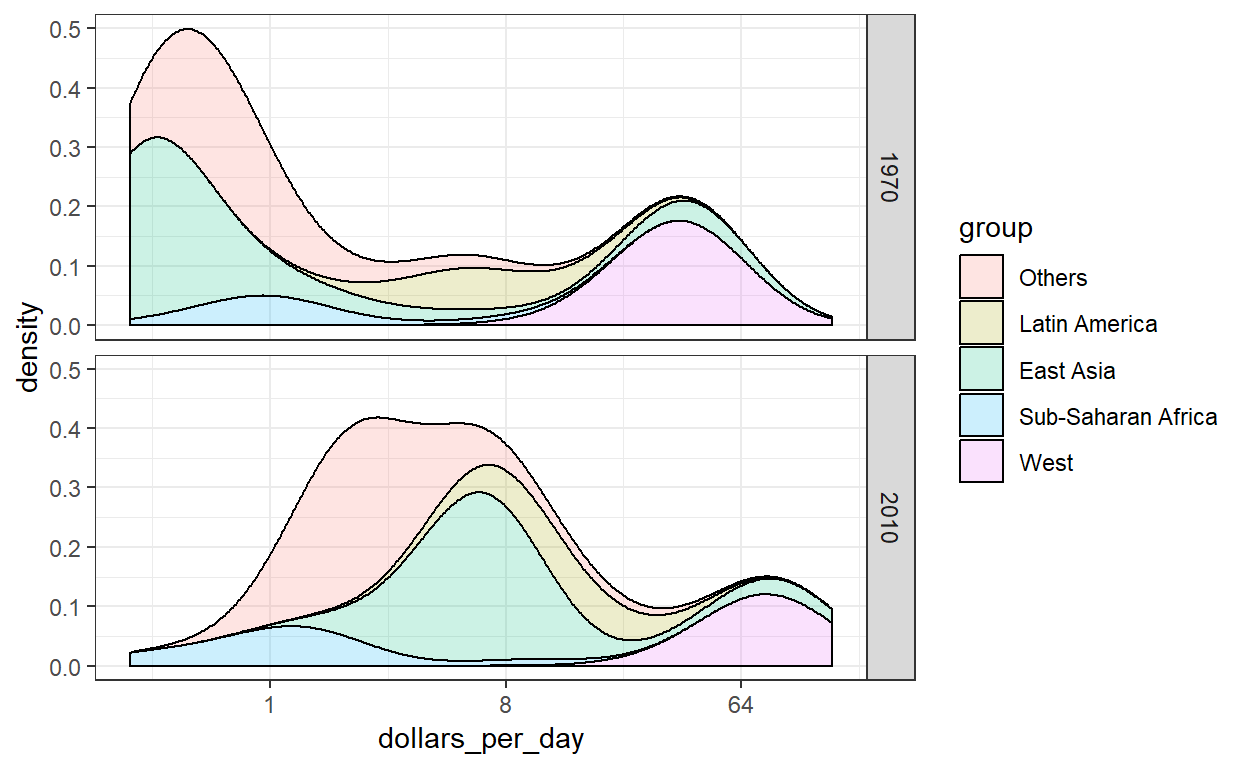 density
0.5
0.4
0.3
0.2
0.1
0.0
1970
0.5
0.4
0.3
0.2
0.1
0.0
2010
1 8 64
dollars_per_day
group
Others
Latin America
East Asia
Sub-Saharan Africa
West